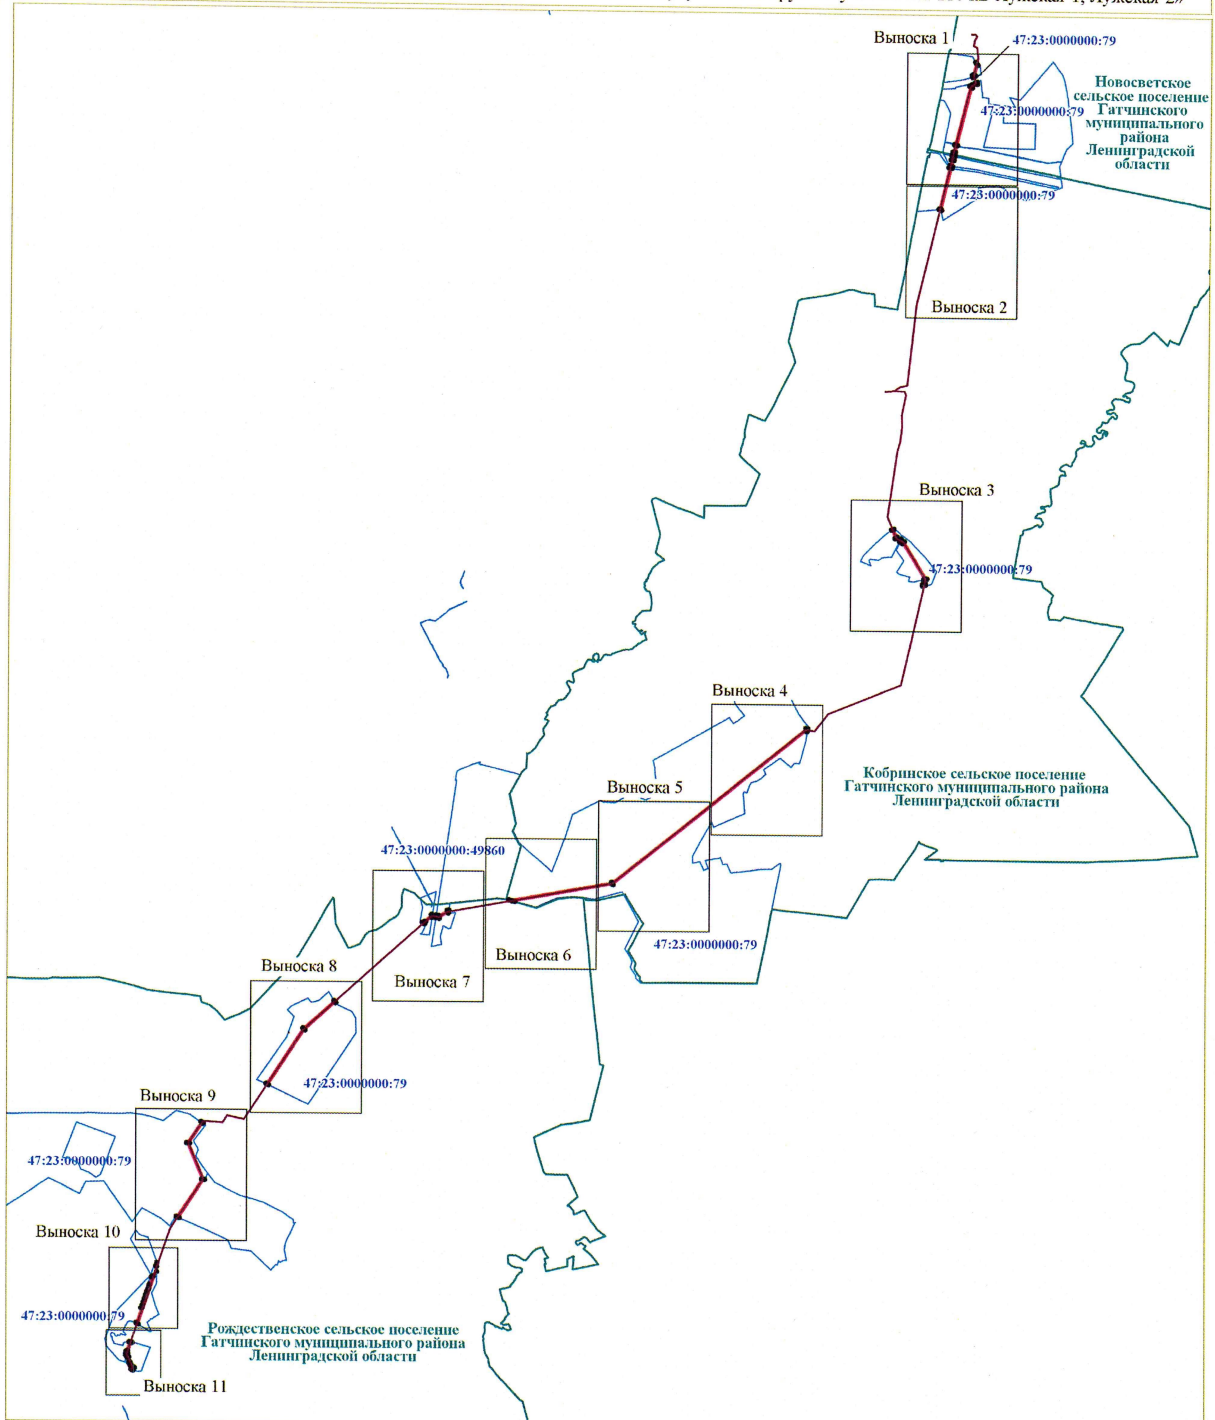 Лужская 1, Лужская 2»
Выноска 1
47:23:0000000:79
Новосветское
сельское поселение
Гатчинского
муниципального
района
Ленинградской
области
47:23:0000000:79
47:23:0000000:79
Выноска 2
Выноска 3
47:23:0000000:79
Выноска 4
Кобринское сельское поселение
Гатчинского муниципального района
Ленинградской области
Выноска 5
47:23:0000000:49860
47:23:0000000:79
Выноска 6
Выноска 7
Выноска 8
47:23:0000000:79
Выноска 9
47:23:0000000:79
Выноска 10
47:23:0000000:79
Рождественское сельское поселение
Гатчинского муниципального района
Ленинградской области
Выноска 11